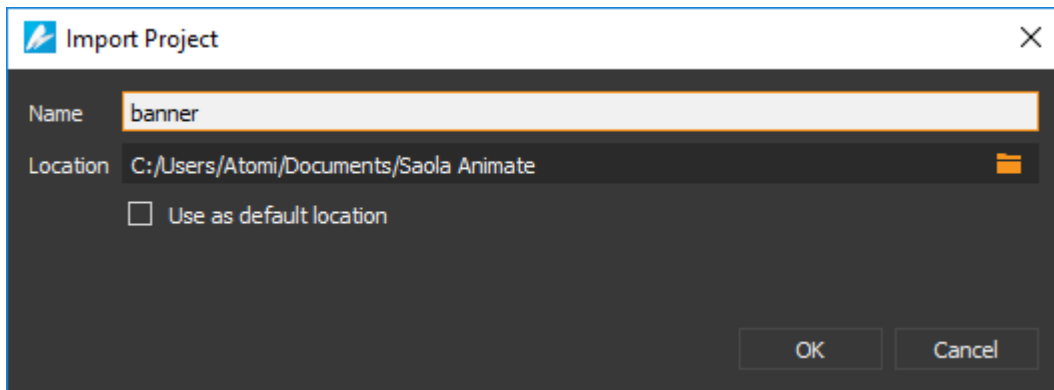 Import Project
Name banner
Location C:/Users/Atomi/Documents/Saola Animate
Use as default location
OK Cancel